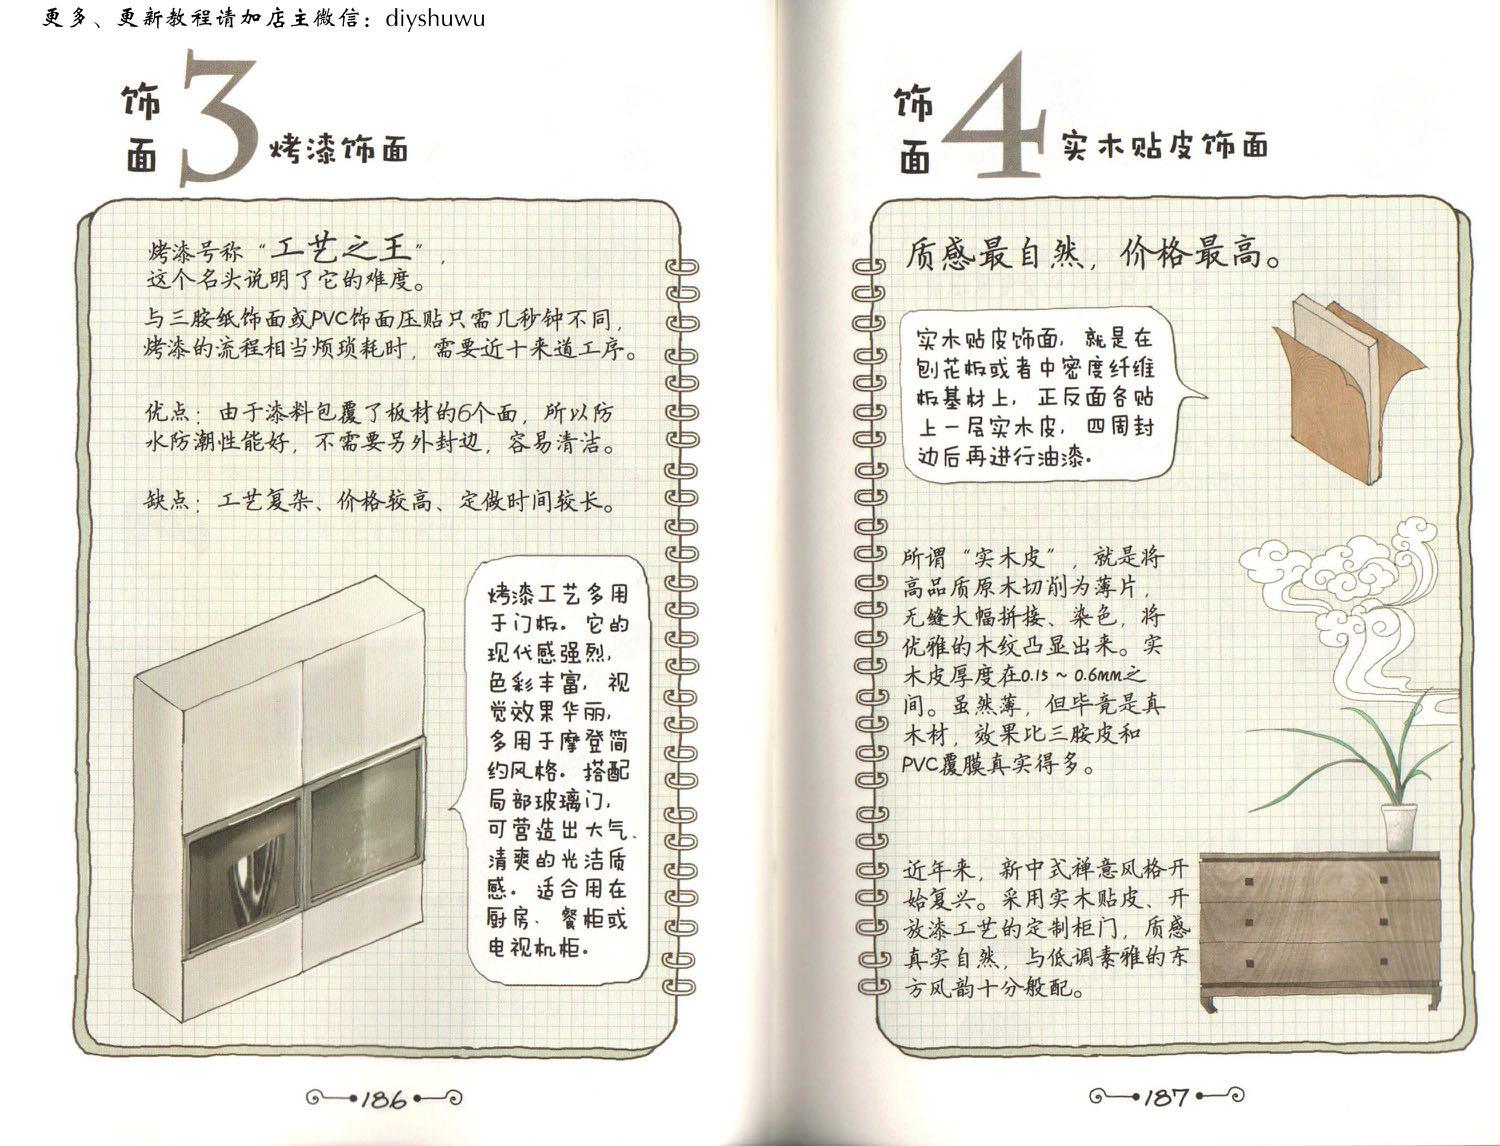 更多、更新教程请加店主微信：diyshuwu
饰面 3 烤漆饰面
烤漆号称“工艺之王”，
这个名头说明了它的难度。
与三胺纸饰面或PVC饰面压贴只需几秒钟不同，
烤漆的流程相当烦琐耗时，需要近十来道工序。
优点：由于漆料包覆了板材的6个面，所以防
水防潮性能好，不需要另外封边，容易清洁。
缺点：工艺复杂、价格较高、定做时间较长。
烤漆工艺多用
于门板。它的
现代感强烈，
色彩丰富，视
觉效果华丽，
多用于摩登简
约风格。搭配
局部玻璃门，
可营造出大气、
清爽的光洁质
感。适合用在
厨房、餐柜或
电视机柜。
186
饰面 4 实木贴皮饰面
质感最自然，价格最高。
实木贴皮饰面，就是在
刨花板或者中密度纤维
板基材上，正反面各贴
上一层实木皮，四周封
边后再进行油漆。
所谓“实木皮”，就是将
高品质原木切削为薄片，
无缝大幅拼接、染色，将
优雅的木纹凸显出来。实
木皮厚度在0.15～0.6mm之
间。虽然薄，但毕竟是真
木材，效果比三胺皮和
PVC覆膜真实得多。
近年来，新中式禅意风格开
始复兴。采用实木贴皮、开
放漆工艺的定制柜门，质感
真实自然，与低调素雅的东
方风韵十分般配。
187